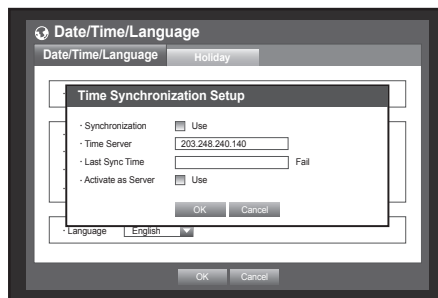 Date/Time/Language
Date/Time/Language Holiday
Time Synchronization Setup
· Synchronization Use
· Time Server 203.248.240.140
· Last Sync Time Fail
· Activate as Server Use
OK Cancel
· Language English
OK Cancel